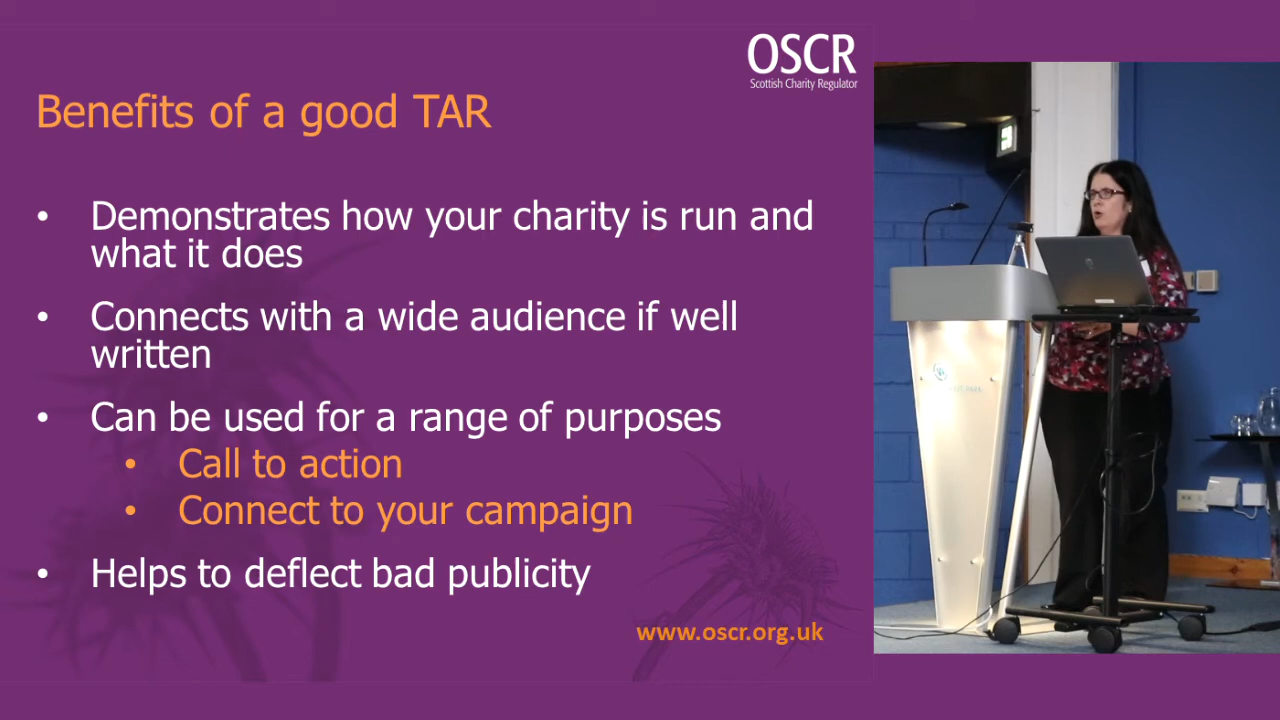 OSCR
Scottish Charity Regulator
Benefits of a good TAR
• Demonstrates how your charity is run and
what it does
• Connects with a wide audience if well
written
• Can be used for a range of purposes
• Call to action
• Connect to your campaign
• Helps to deflect bad publicity
www.oscr.org.uk